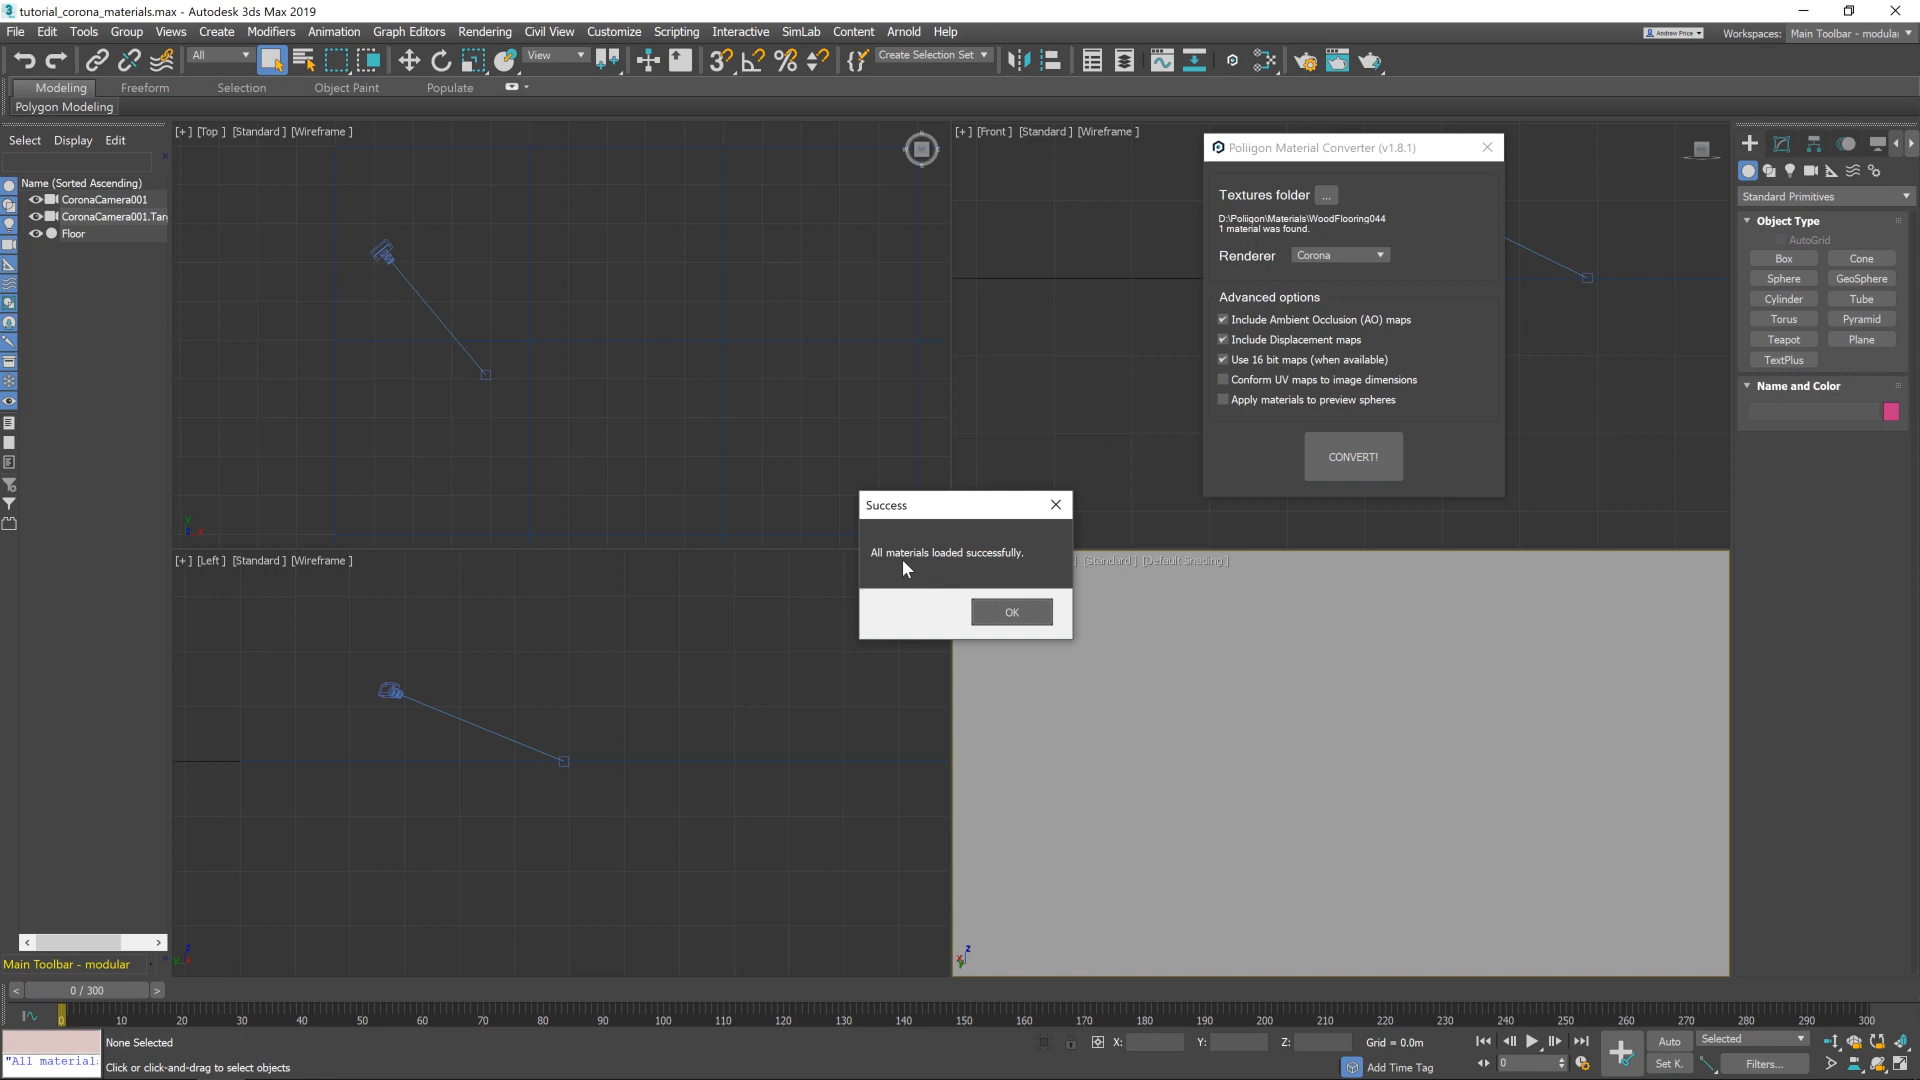 tutorial_corona_materials.max - Autodesk 3ds Max 2019
File Edit Tools Group Views Create Modifiers Animation Graph Editors Rendering Civil View Customize Scripting Interactive SimLab Content Arnold Help
Andrew Price Workspaces: Main Toolbar - modular
All View Create Selection Set
Modeling Freeform Selection Object Paint Populate
Polygon Modeling
Select Display Edit
Name (Sorted Ascending)
CoronaCamera001
CoronaCamera001.Targ
Floor
[+] [Top ] [Standard ] [Wireframe ]
[+] [Front ] [Standard ] [Wireframe ]
[+] [Left ] [Standard ] [Wireframe ]
] [Standard ] [Default Shading ]
Poliigon Material Converter (v1.8.1)
Textures folder ...
D:\Poliigon\Materials\WoodFlooring044
1 material was found.
Renderer Corona
Advanced options
Include Ambient Occlusion (AO) maps
Include Displacement maps
Use 16 bit maps (when available)
Conform UV maps to image dimensions
Apply materials to preview spheres
CONVERT!
Success
All materials loaded successfully.
OK
Standard Primitives
Object Type
AutoGrid
Box Cone
Sphere GeoSphere
Cylinder Tube
Torus Pyramid
Teapot Plane
TextPlus
Name and Color
Main Toolbar - modular
< 0 / 300 >
0 10 20 30 40 50 60 70 80 90 100 110 120 130 140 150 160 170 180 190 200 210 220 230 240 250 260 270 280 290 300
None Selected
X: Y: Z: Grid = 0.0m
Auto Selected
"All material:
Click or click-and-drag to select objects
Add Time Tag
0
Set K. Filters...